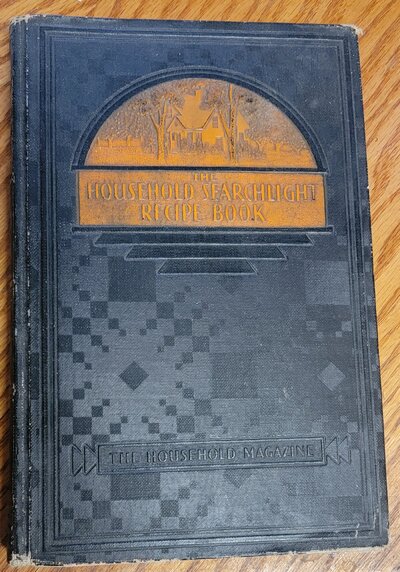 THE
HOUSEHOLD SEARCHLIGHT
RECIPE BOOK
THE HOUSEHOLD MAGAZINE